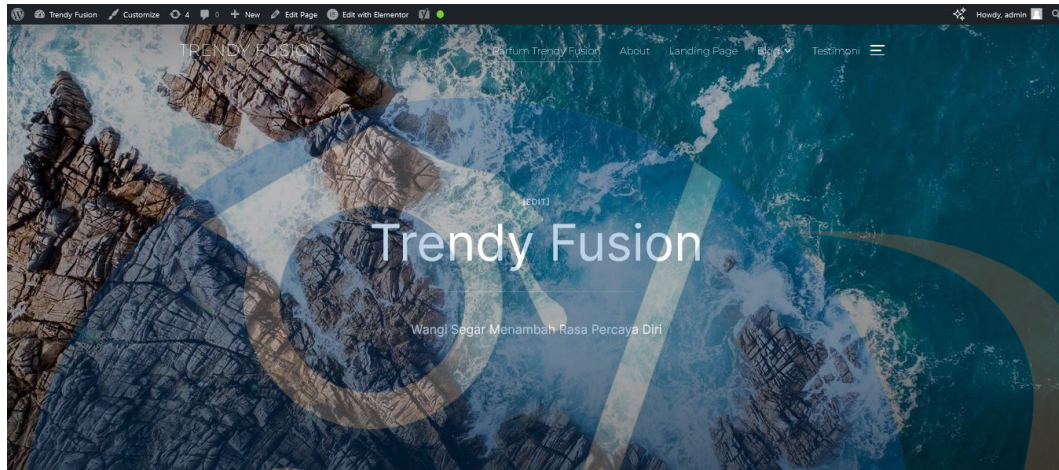 Trendy Fusion Customize 4 0 New Edit Page Edit with Elementor Howdy, admin
TRENDY FUSION Parfum Trendy Fusion About Landing Page Blog Testimoni
[EDIT]
Trendy Fusion
Wangi Segar Menambah Rasa Percaya Diri